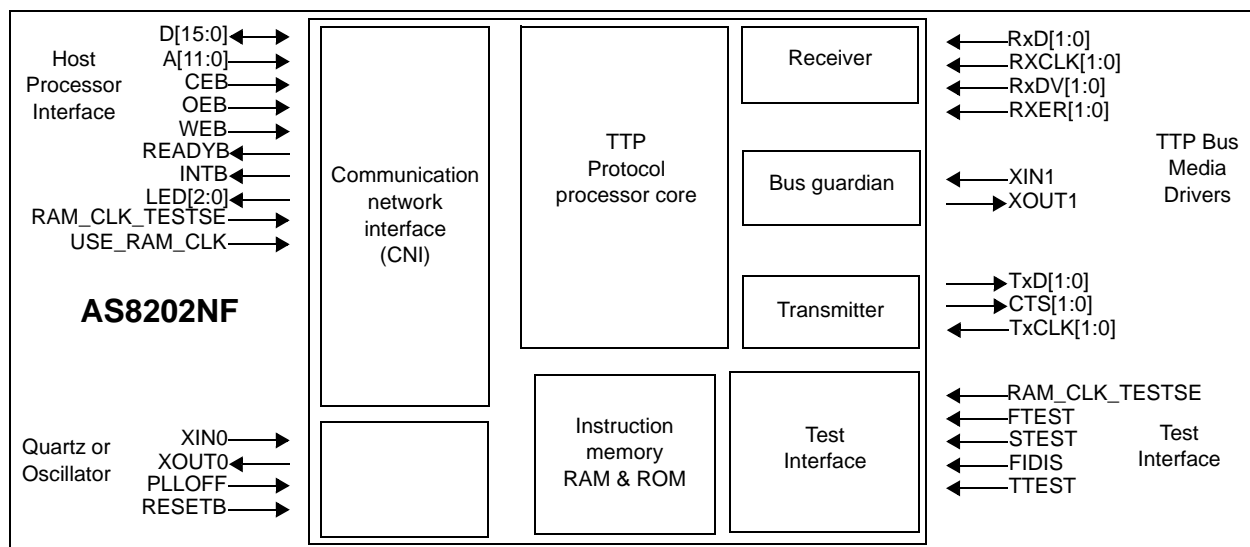 Host
Processor
Interface
D[15:0]
A[11:0]
CEB
OEB
WEB
READYB
INTB
LED[2:0]
RAM_CLK_TESTSE
USE_RAM_CLK
AS8202NF
Quartz or
Oscillator
XIN0
XOUT0
PLLOFF
RESETB
Communication
network
interface
(CNI)
TTP
Protocol
processor core
Instruction
memory
RAM & ROM
Receiver
Bus guardian
Transmitter
Test
Interface
RxD[1:0]
RXCLK[1:0]
RxDV[1:0]
RXER[1:0]
XIN1
XOUT1
TxD[1:0]
CTS[1:0]
TxCLK[1:0]
TTP Bus
Media
Drivers
RAM_CLK_TESTSE
FTEST
STEST
FIDIS
TTEST
Test
Interface